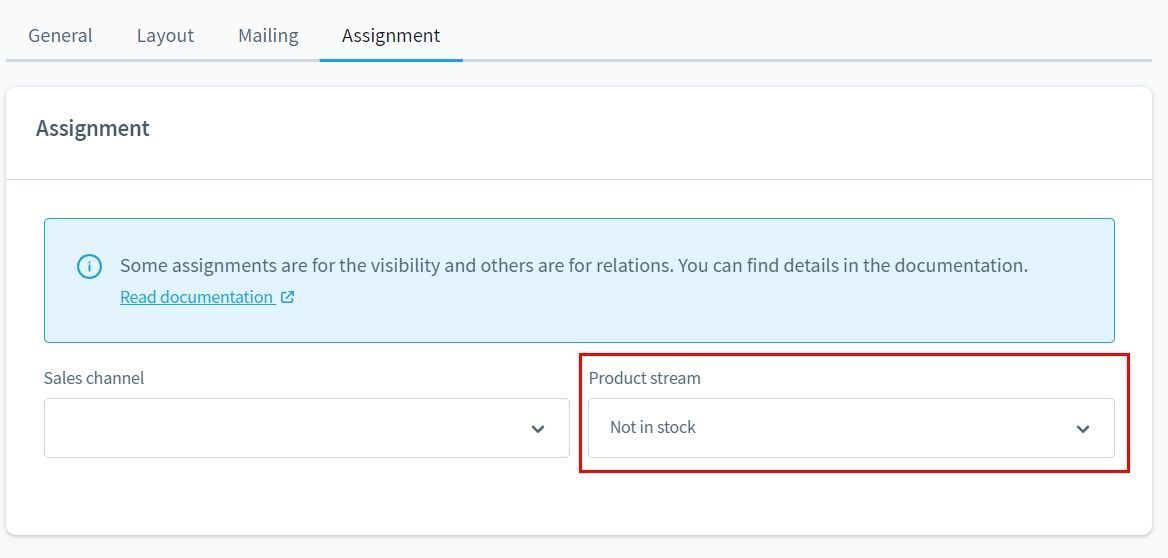 General Layout Mailing Assignment
Assignment
Some assignments are for the visibility and others are for relations. You can find details in the documentation.
Read documentation
Sales channel Product stream
Not in stock